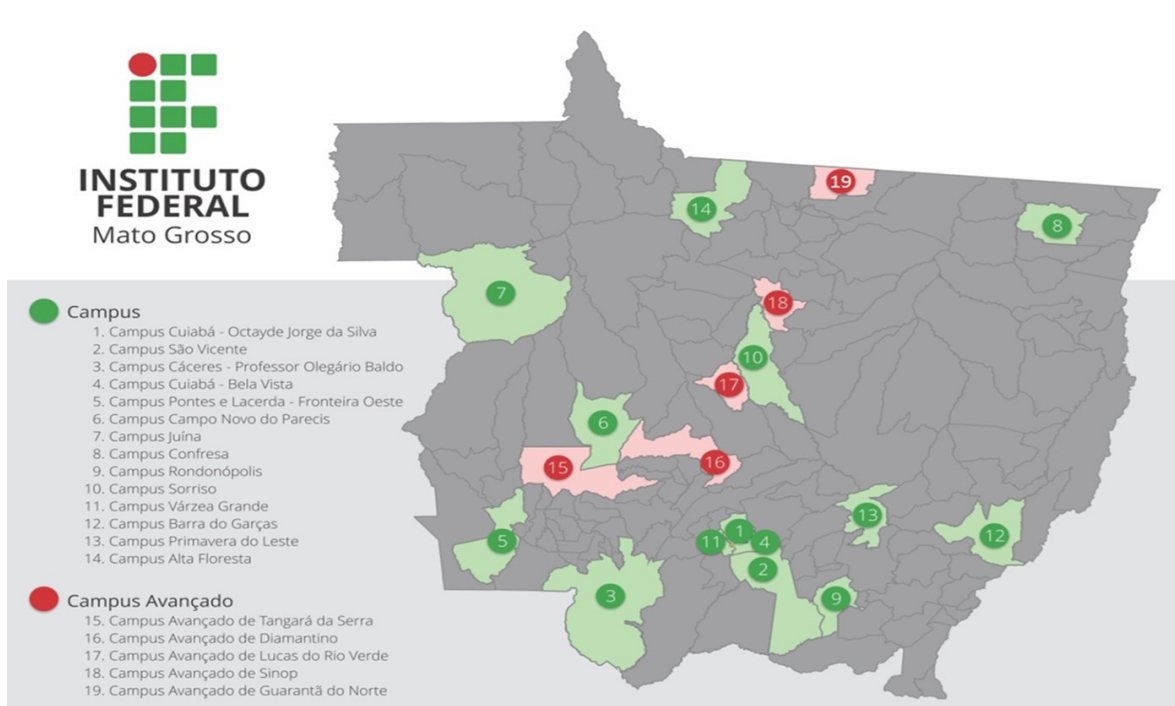 INSTITUTO
FEDERAL
Mato Grosso
Campus
1. Campus Cuiabá - Octayde Jorge da Silva
2. Campus São Vicente
3. Campus Cáceres - Professor Olegário Baldo
4. Campus Cuiabá - Bela Vista
5. Campus Pontes e Lacerda - Fronteira Oeste
6. Campus Campo Novo do Parecis
7. Campus Juína
8. Campus Confresa
9. Campus Rondonópolis
10. Campus Sorriso
11. Campus Várzea Grande
12. Campus Barra do Garças
13. Campus Primavera do Leste
14. Campus Alta Floresta
Campus Avançado
15. Campus Avançado de Tangará da Serra
16. Campus Avançado de Diamantino
17. Campus Avançado de Lucas do Rio Verde
18. Campus Avançado de Sinop
19. Campus Avançado de Guarantã do Norte
19
14
8
7
18
10
17
6
16
15
13
1
12
5
11
4
2
3
9